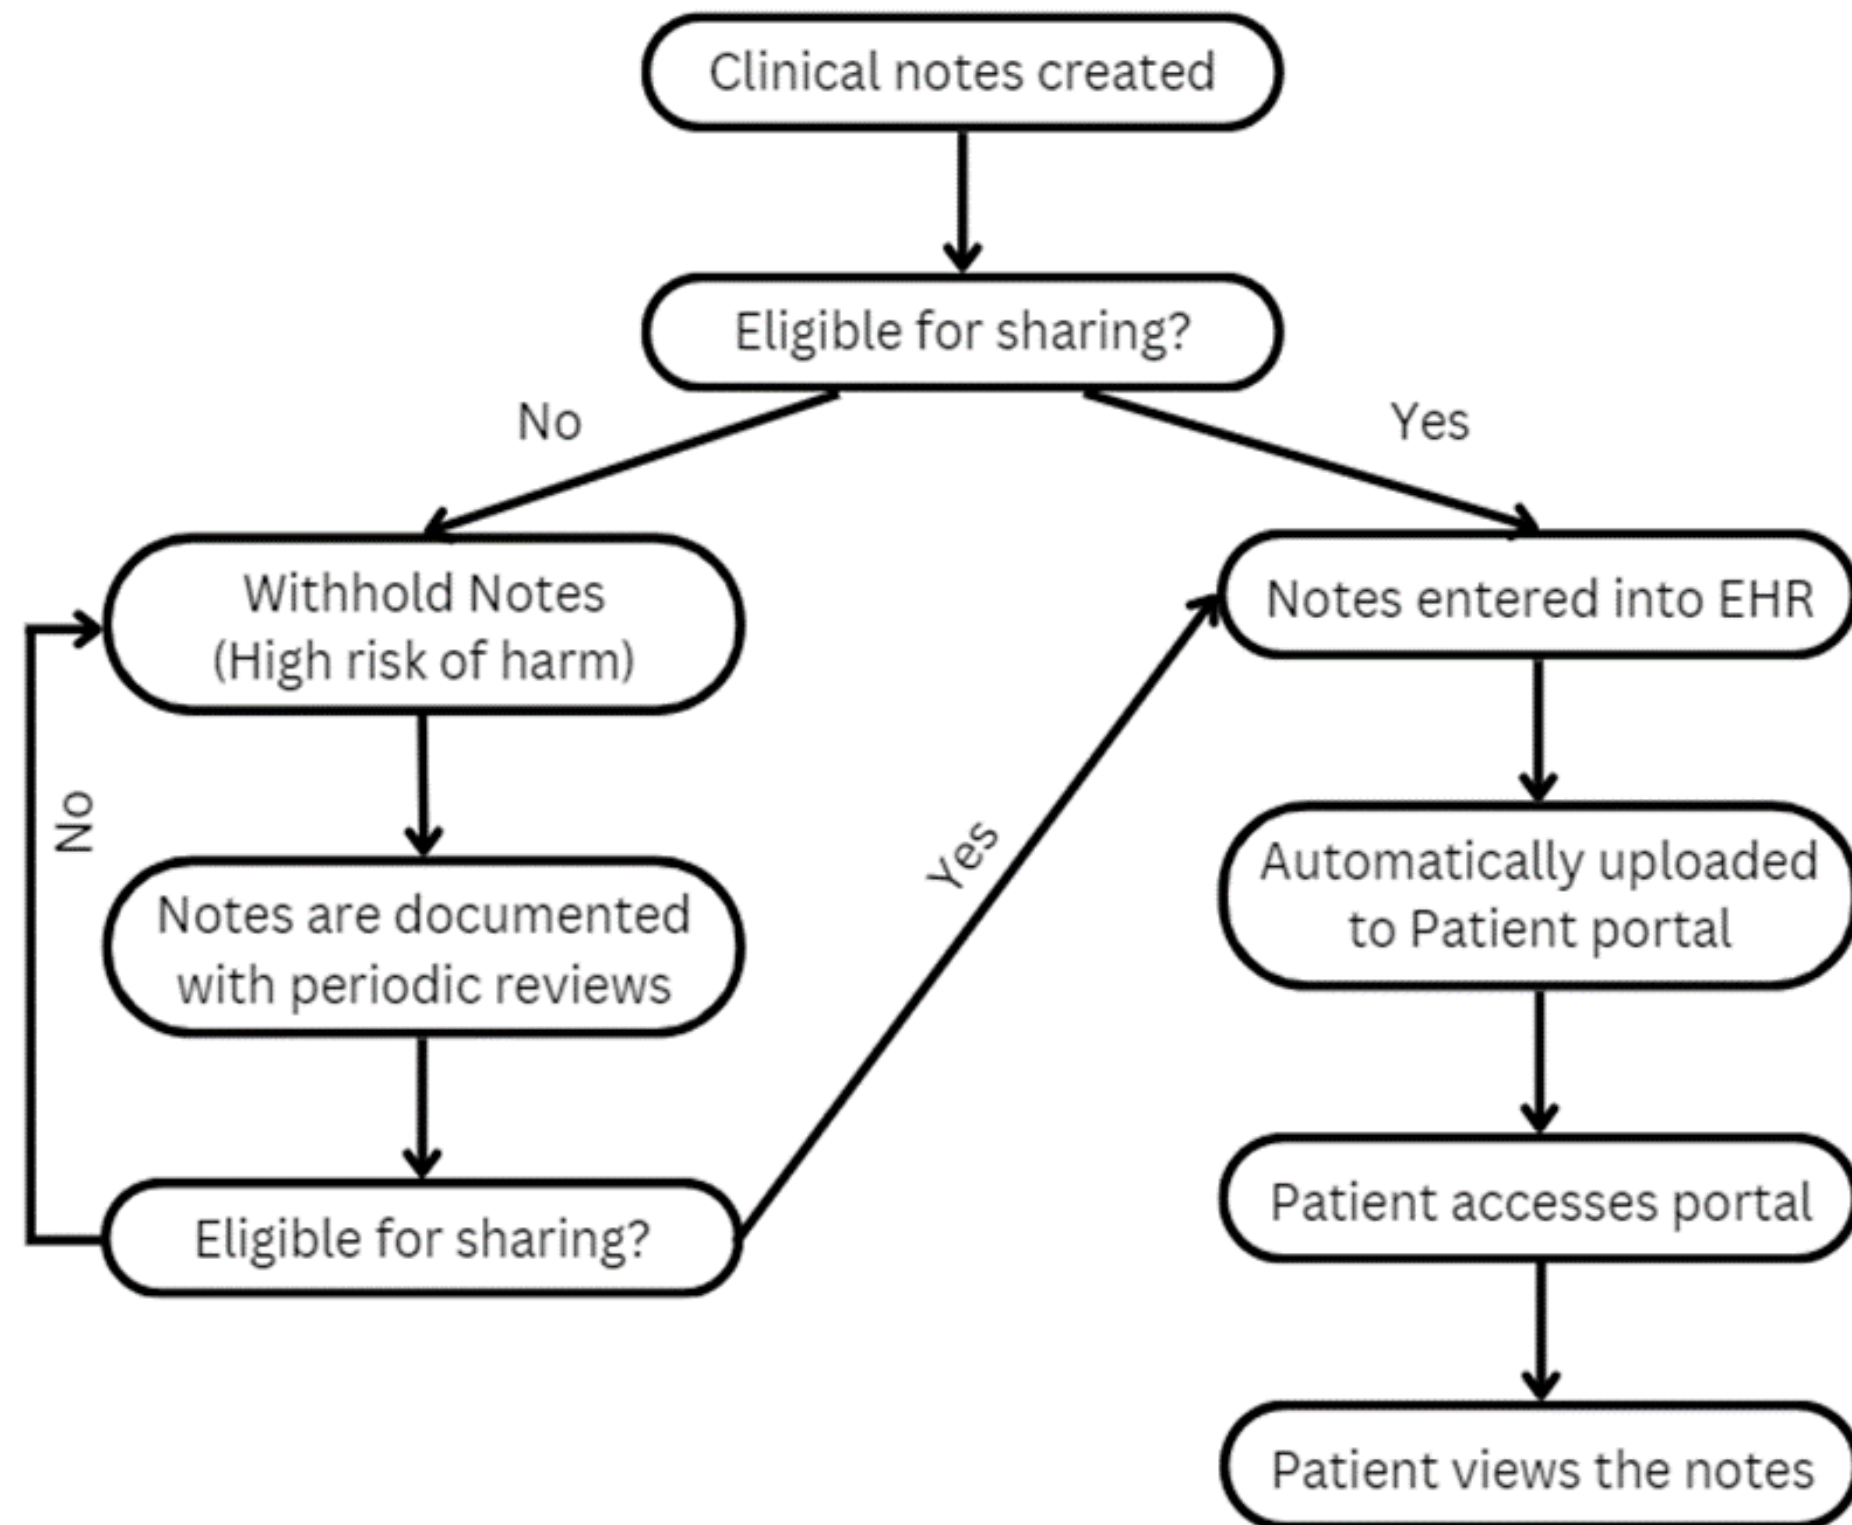 Clinical notes created
Eligible for sharing?
No
Yes
Withhold Notes
(High risk of harm)
Notes entered into EHR
No
Notes are documented
with periodic reviews
Yes
Automatically uploaded
to Patient portal
Eligible for sharing?
Patient accesses portal
Patient views the notes